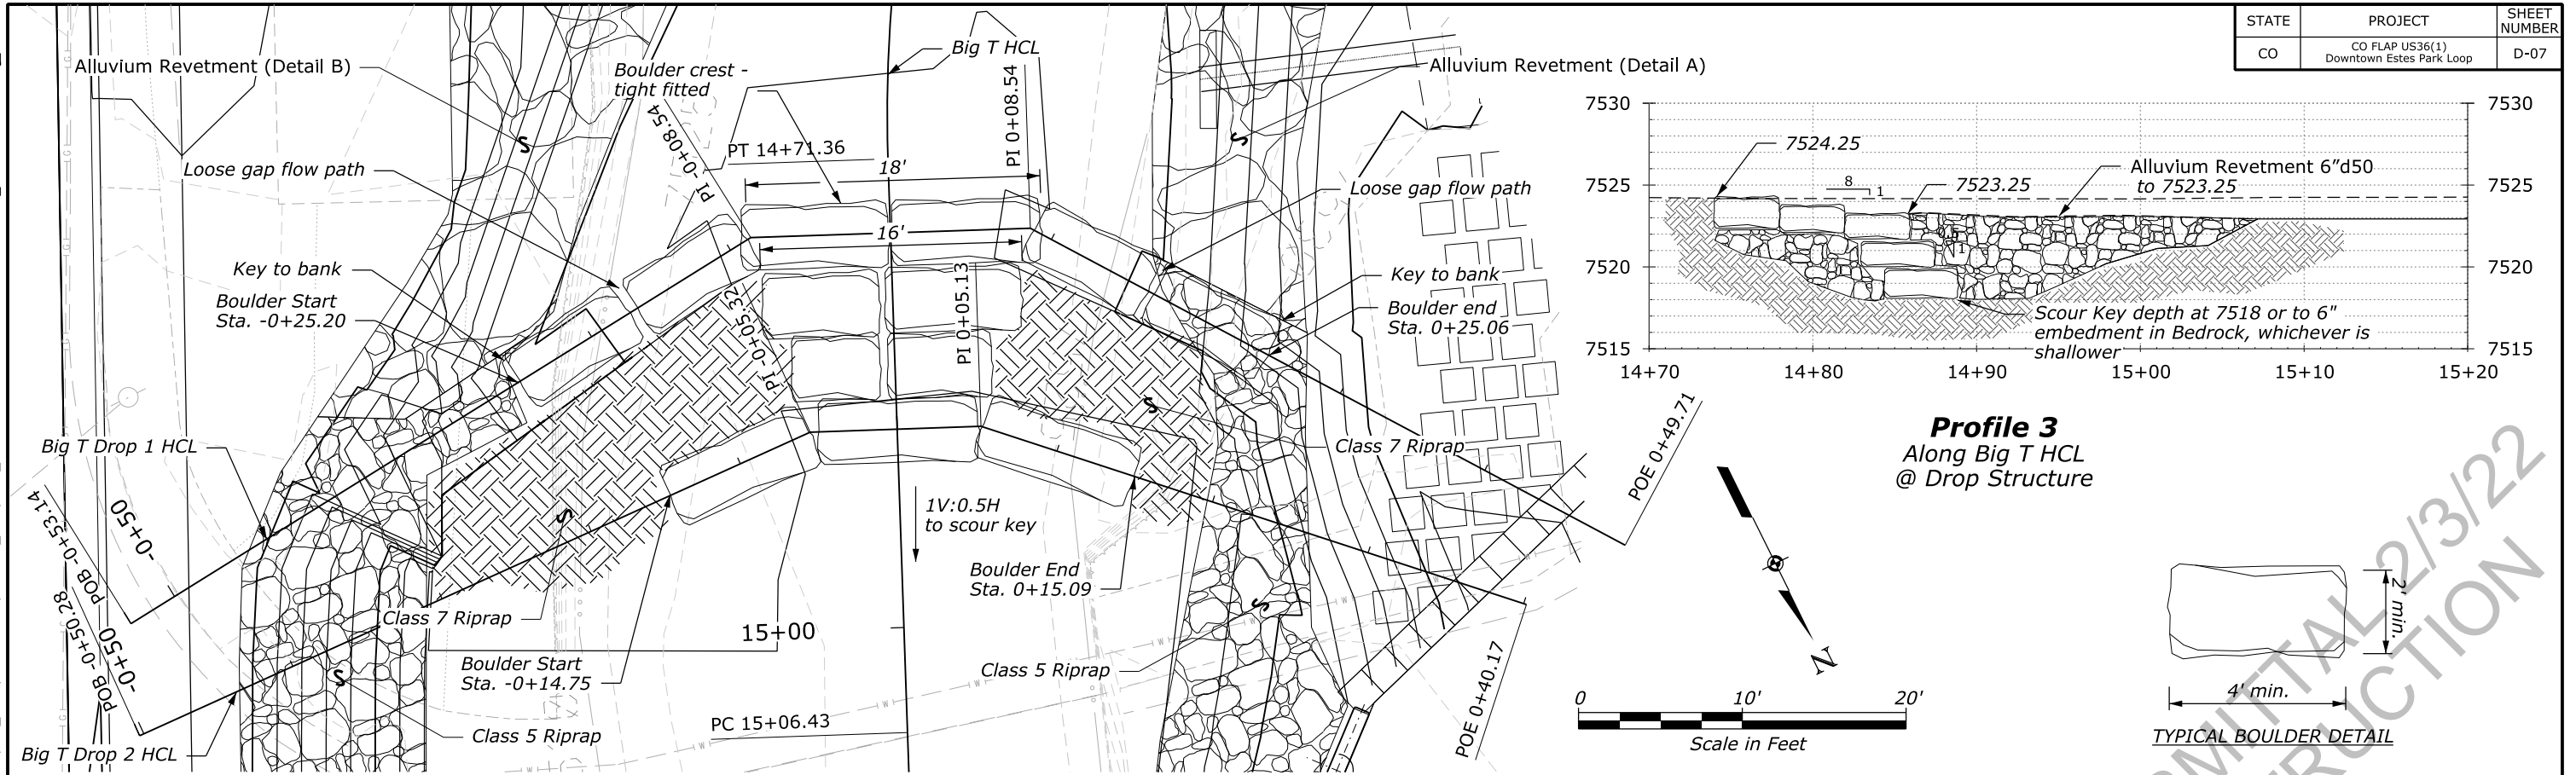 STATE
PROJECT
SHEET
NUMBER
CO
CO FLAP US36(1)
Downtown Estes Park Loop
D-07
Alluvium Revetment (Detail B)
Boulder crest -
tight fitted
Big T HCL
Alluvium Revetment (Detail A)
PI -0+08.54
PI 0+08.54
PT 14+71.36
18'
16'
Loose gap flow path
Loose gap flow path
Key to bank
Boulder Start
Sta. -0+25.20
Key to bank
Boulder end
Sta. 0+25.06
PI -0+05.32
PI 0+05.13
Big T Drop 1 HCL
Class 7 Riprap
POE 0+49.71
POB -0+53.14
-0+50
POB -0+50.28
-0+50
1V:0.5H
to scour key
Boulder End
Sta. 0+15.09
Class 7 Riprap
15+00
Boulder Start
Sta. -0+14.75
Class 5 Riprap
POE 0+40.17
PC 15+06.43
Class 5 Riprap
Big T Drop 2 HCL
S
S
S
S
S
S
W
W
W
7530
7530
7525
7525
7520
7520
7515
7515
7524.25
8
1
7523.25
Alluvium Revetment 6"d50
to 7523.25
0.5
1
Scour Key depth at 7518 or to 6"
embedment in Bedrock, whichever is
shallower
14+70
14+80
14+90
15+00
15+10
15+20
Profile 3
Along Big T HCL
@ Drop Structure
N
0
10'
20'
Scale in Feet
2' min.
4' min.
TYPICAL BOULDER DETAIL
MITTAL 2/3/22
RUCTION